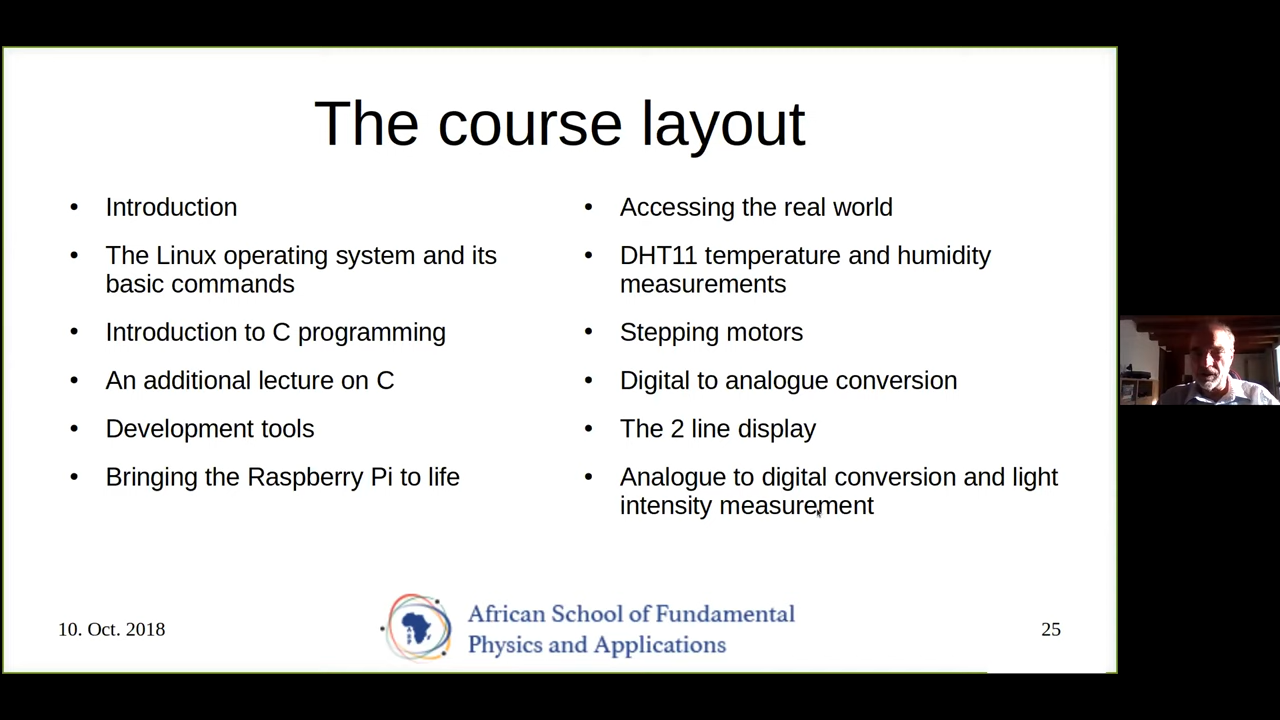 The course layout
• Introduction
• The Linux operating system and its
basic commands
• Introduction to C programming
• An additional lecture on C
• Development tools
• Bringing the Raspberry Pi to life
• Accessing the real world
• DHT11 temperature and humidity
measurements
• Stepping motors
• Digital to analogue conversion
• The 2 line display
• Analogue to digital conversion and light
intensity measurement
10. Oct. 2018
African School of Fundamental
Physics and Applications
25